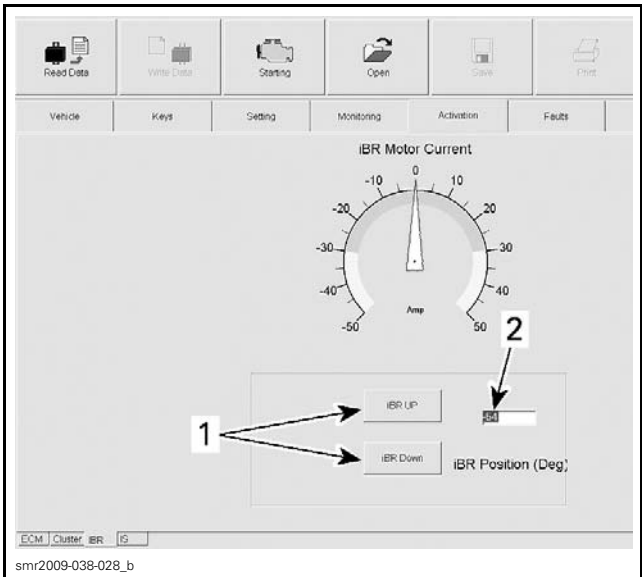 Read Data Write Data Starting Open Save Print
Vehicle Keys Setting Monitoring Activation Faults
iBR Motor Current
0
-10 10
-20 20
-30 30
-40 40
Amp
-50 50
2
iBR UP
1
iBR Down iBR Position (Deg)
ECM Cluster iBR IS
smr2009-038-028_b